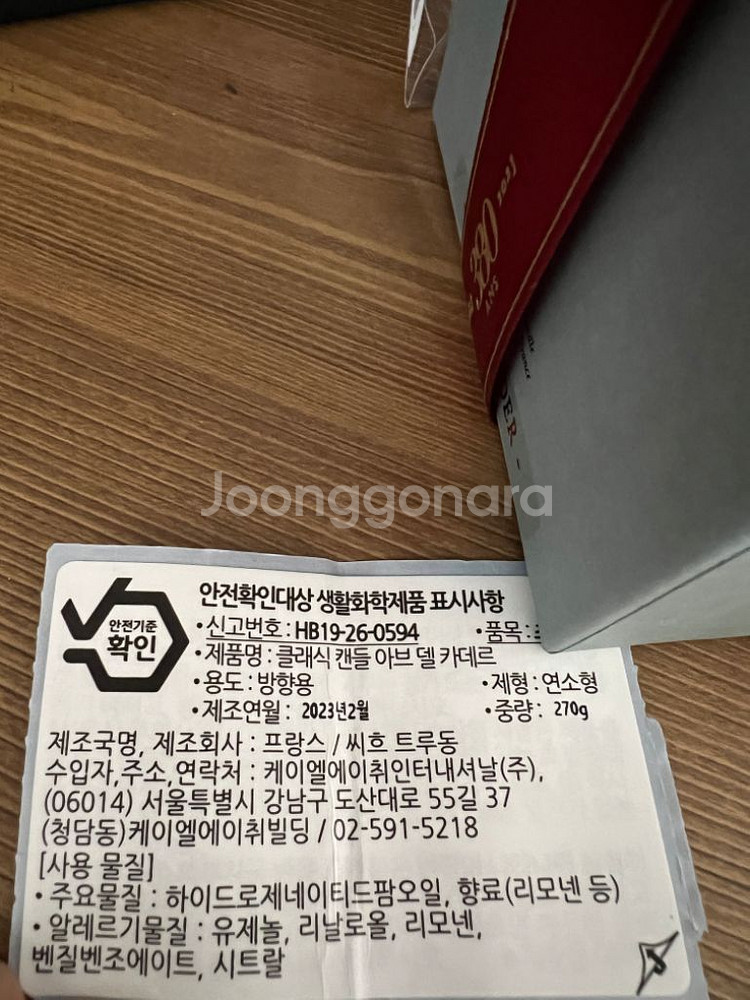 380
ANS
Joonggonara
안전기준
확인
안전확인대상 생활화학제품 표시사항
•신고번호 : HB19-26-0594 •품목 :
•제품명 : 클래식 캔들 아브 델 카데르
•용도 : 방향용 •제형 : 연소형
•제조연월 : 2023년2월 •중량 : 270g
제조국명, 제조회사 : 프랑스 / 씨흐 트루동
수입자,주소,연락처 : 케이엘에이취인터내셔날(주),
(06014) 서울특별시 강남구 도산대로 55길 37
(청담동)케이엘에이취빌딩 / 02-591-5218
[사용 물질]
•주요물질 : 하이드로제네이티드팜오일, 향료(리모넨 등)
•알레르기물질 : 유제놀, 리날로올, 리모넨,
벤질벤조에이트, 시트랄